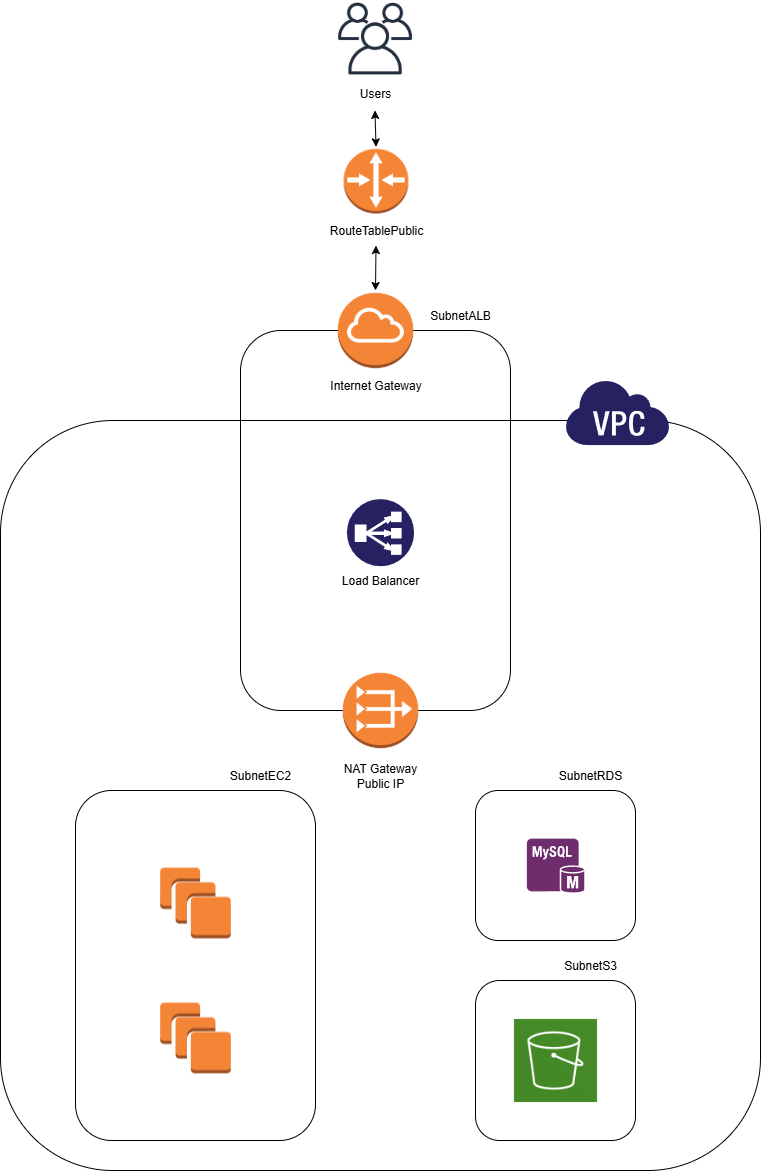 Users
RouteTablePublic
SubnetALB
Internet Gateway
VPC
Load Balancer
NAT Gateway
Public IP
SubnetEC2
SubnetRDS
MySQL
M
SubnetS3